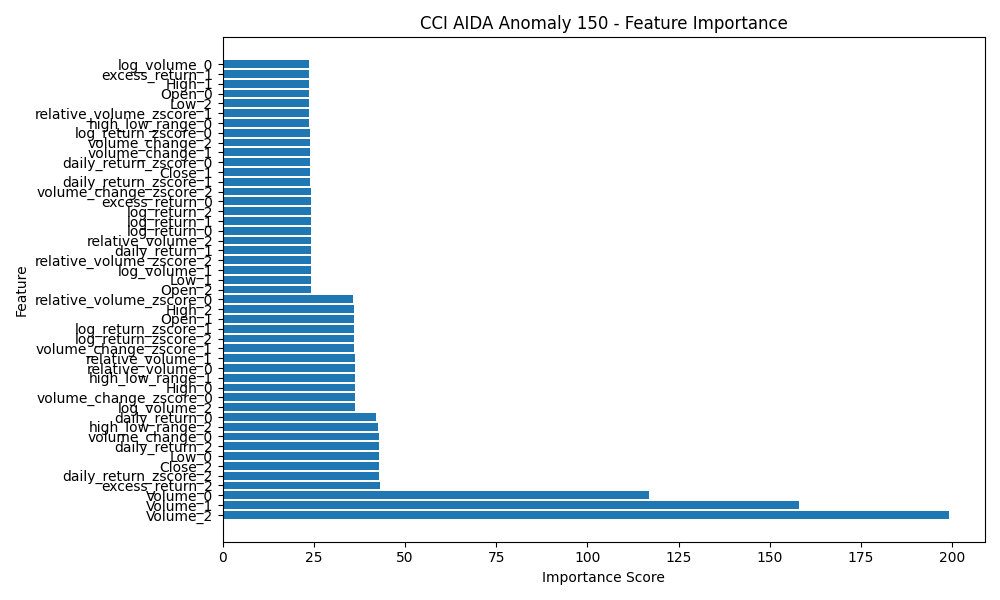 CCI AIDA Anomaly 150 - Feature Importance
log_volume_0
excess_return_1
High_1
Open_0
Low_2
relative_volume_zscore_1
high_low_range_0
log_return_zscore_0
volume_change_2
volume_change_1
daily_return_zscore_0
Close_1
daily_return_zscore_1
volume_change_zscore_2
excess_return_0
log_return_2
log_return_1
log_return_0
relative_volume_2
daily_return_1
relative_volume_zscore_2
log_volume_1
Low_1
Open_2
relative_volume_zscore_0
High_2
Open_1
log_return_zscore_1
log_return_zscore_2
volume_change_zscore_1
relative_volume_1
relative_volume_0
high_low_range_1
High_0
volume_change_zscore_0
log_volume_2
daily_return_0
high_low_range_2
volume_change_0
daily_return_2
Low_0
Close_2
daily_return_zscore_2
excess_return_2
Volume_0
Volume_1
Volume_2
Feature
0 25 50 75 100 125 150 175 200
Importance Score